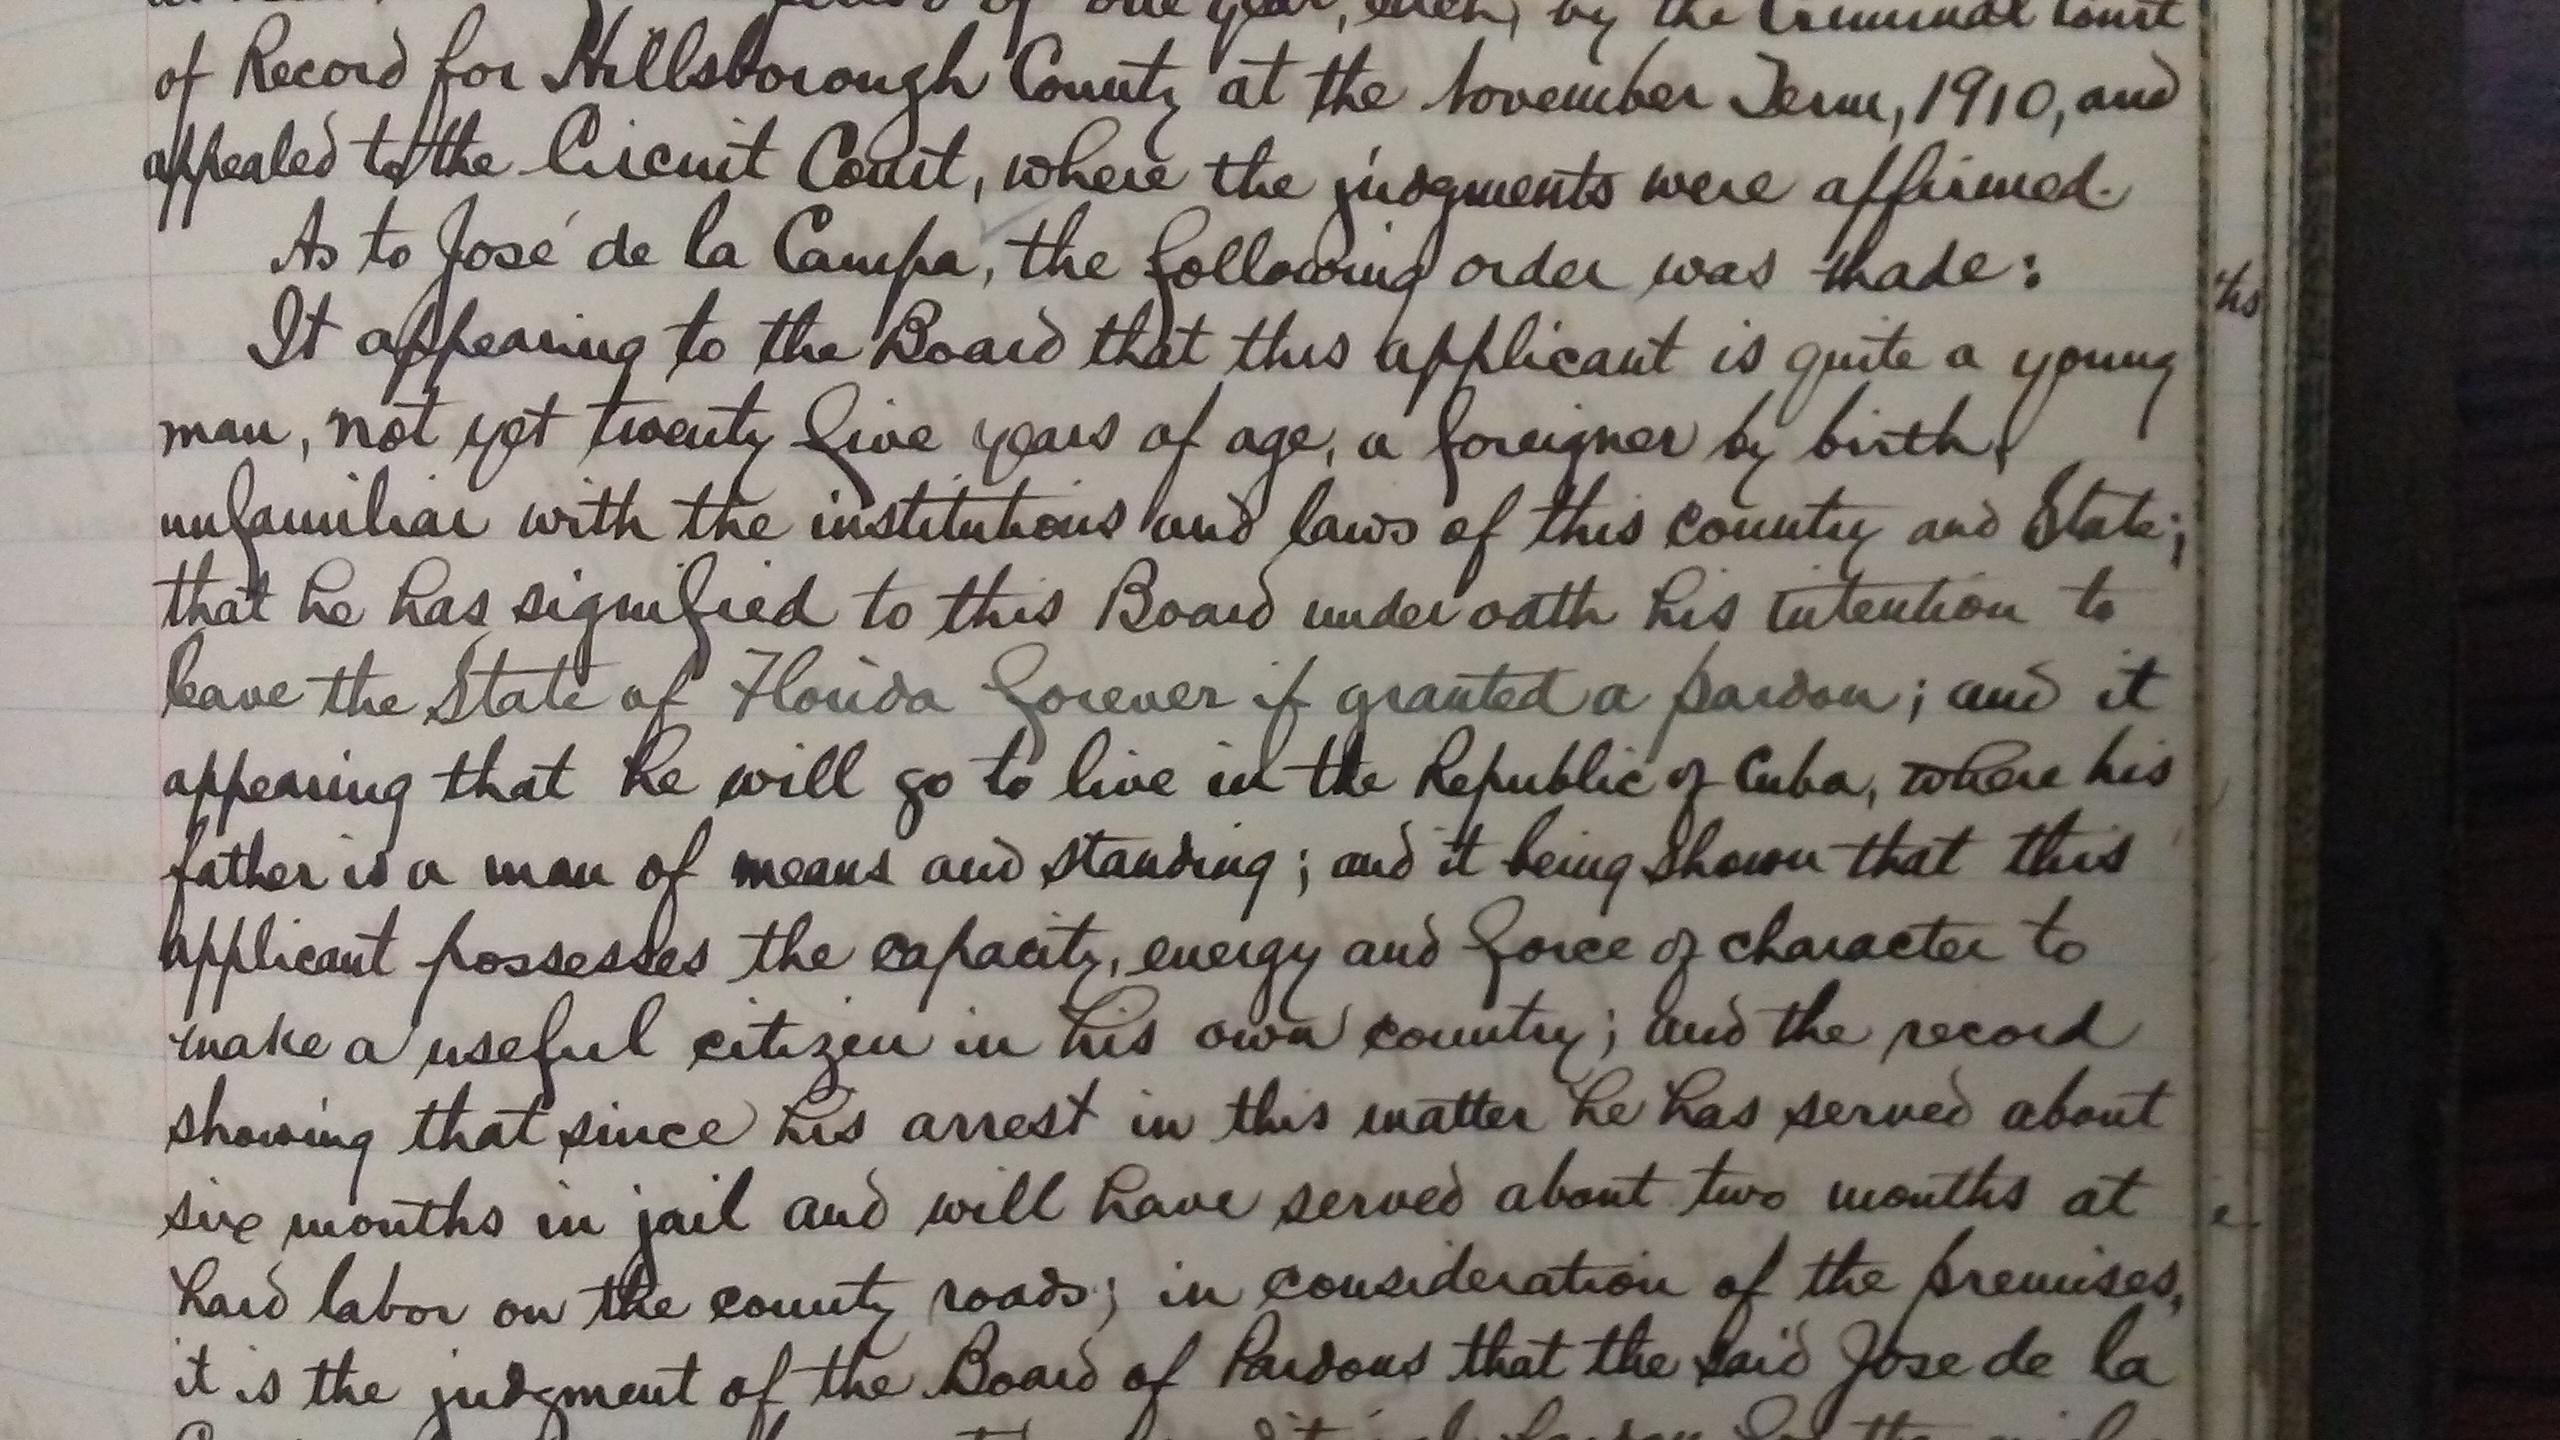 one year, each, by the Criminal Court
of Record for Hillsborough County at the November Term, 1910, and
appealed to the Circuit Court, where the judgments were affirmed.
As to José de la Campa, the following order was made:
It appearing to the Board that this applicant is quite a young
man, not yet twenty five years of age, a foreigner by birth,
unfamiliar with the institutions and laws of this country and State;
that he has signified to this Board under oath his intention to
leave the State of Florida forever if granted a pardon; and it
appearing that he will go to live in the Republic of Cuba, where his
father is a man of means and standing; and it being shown that this
applicant possesses the capacity, energy and force of character to
make a useful citizen in his own country; and the record
showing that since his arrest in this matter he has served about
six months in jail and will have served about two months at
hard labor on the county roads; in consideration of the premises,
it is the judgment of the Board of Pardons that the said Jose de la